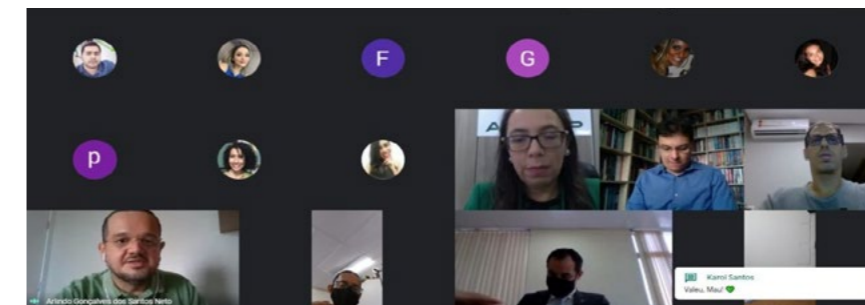 F
G
p
A P
Arlindo Gonçalves dos Santos Neto
Karol Santos
Valeu, Mau! 💚